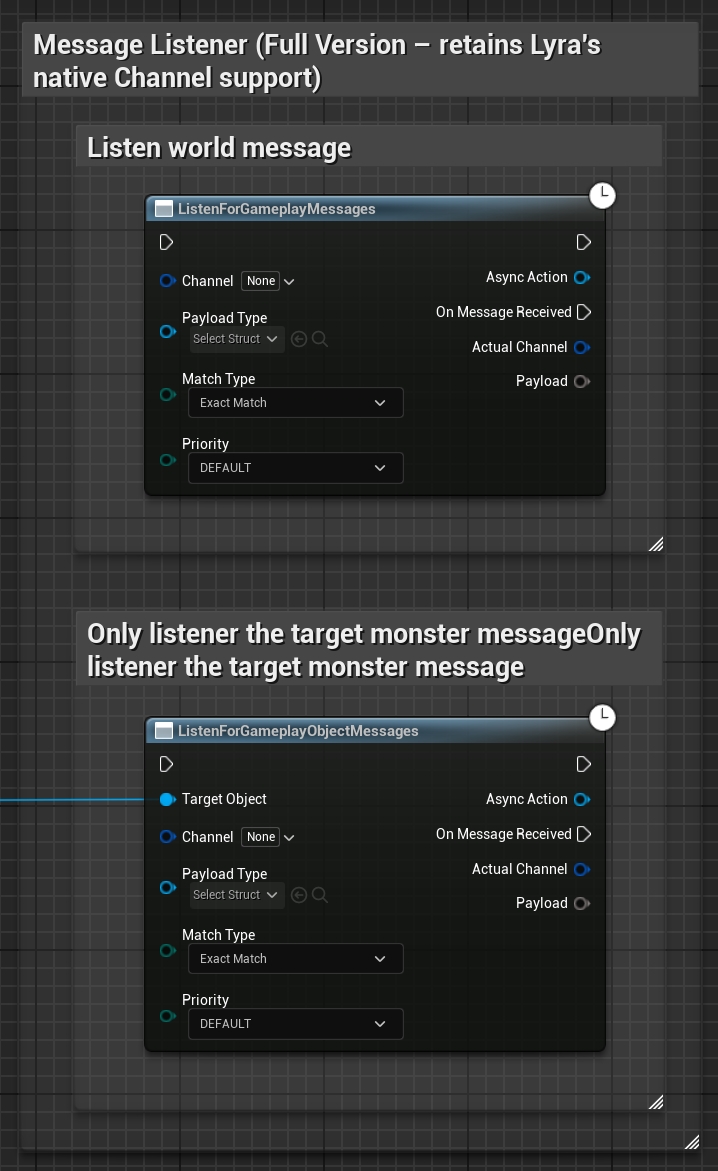 Message Listener (Full Version – retains Lyra's
native Channel support)
Listen world message
ListenForGameplayMessages
Channel None
Async Action
Payload Type
Select Struct
On Message Received
Actual Channel
Match Type
Exact Match
Payload
Priority
DEFAULT
Only listener the target monster messageOnly
listener the target monster message
ListenForGameplayObjectMessages
Target Object
Async Action
Channel None
On Message Received
Payload Type
Select Struct
Actual Channel
Payload
Match Type
Exact Match
Priority
DEFAULT